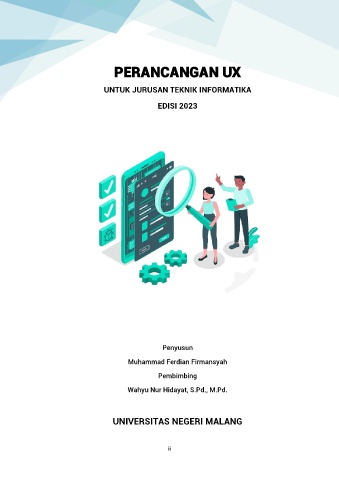 PERANCANGAN UX
UNTUK JURUSAN TEKNIK INFORMATIKA
EDISI 2023
Penyusun
Muhammad Ferdian Firmansyah
Pembimbing
Wahyu Nur Hidayat, S.Pd., M.Pd.
UNIVERSITAS NEGERI MALANG
ii